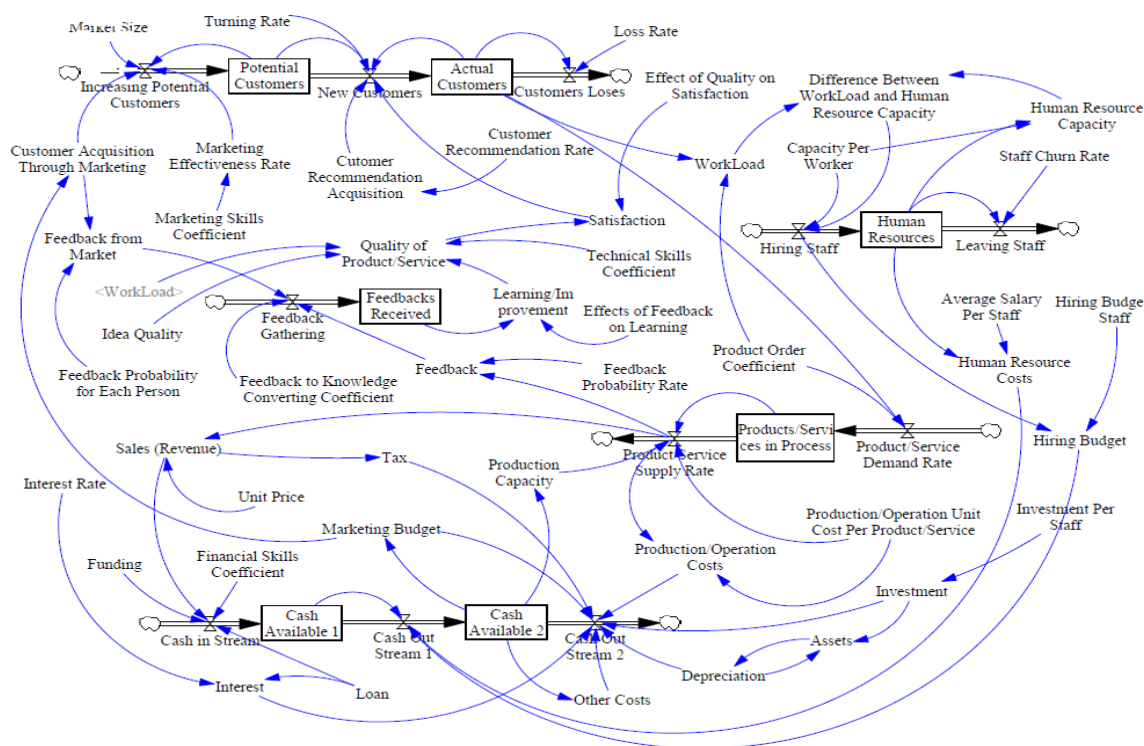 Market Size
Turning Rate
Loss Rate
Potential
Customers
Actual
Customers
Increasing Potential
Customers
New Customers
Customers Loses
Effect of Quality on
Satisfaction
Difference Between
WorkLoad and Human
Resource Capacity
Human Resource
Capacity
Customer Acquisition
Through Marketing
Marketing
Effectiveness Rate
Cutomer
Recommendation
Acquisition
Customer
Recommendation Rate
WorkLoad
Capacity Per
Worker
Staff Churn Rate
Marketing Skills
Coefficient
Satisfaction
Human
Resources
Hiring Staff
Leaving Staff
Feedback from
Market
Quality of
Product/Service
Technical Skills
Coefficient
<WorkLoad>
Feedbacks
Received
Learning/Im
provement
Average Salary
Per Staff
Hiring Budge Per
Staff
Idea Quality
Feedback
Gathering
Effects of Feedback
on Learning
Feedback Probability
for Each Person
Feedback to Knowledge
Converting Coefficient
Feedback
Feedback
Probability Rate
Product Order
Coefficient
Human Resource
Costs
Sales (Revenue)
Tax
Production
Capacity
Products/Servi
ces in Process
Product/Service
Supply Rate
Product/Service
Demand Rate
Hiring Budget
Interest Rate
Unit Price
Marketing Budget
Production/Operation Unit
Cost Per Product/Service
Investment Per
Staff
Funding
Financial Skills
Coefficient
Production/Operation
Costs
Investment
Cash
Available 1
Cash
Available 2
Cash in Stream
Cash Out
Stream 1
Cash Out
Stream 2
Assets
Depreciation
Interest
Loan
Other Costs